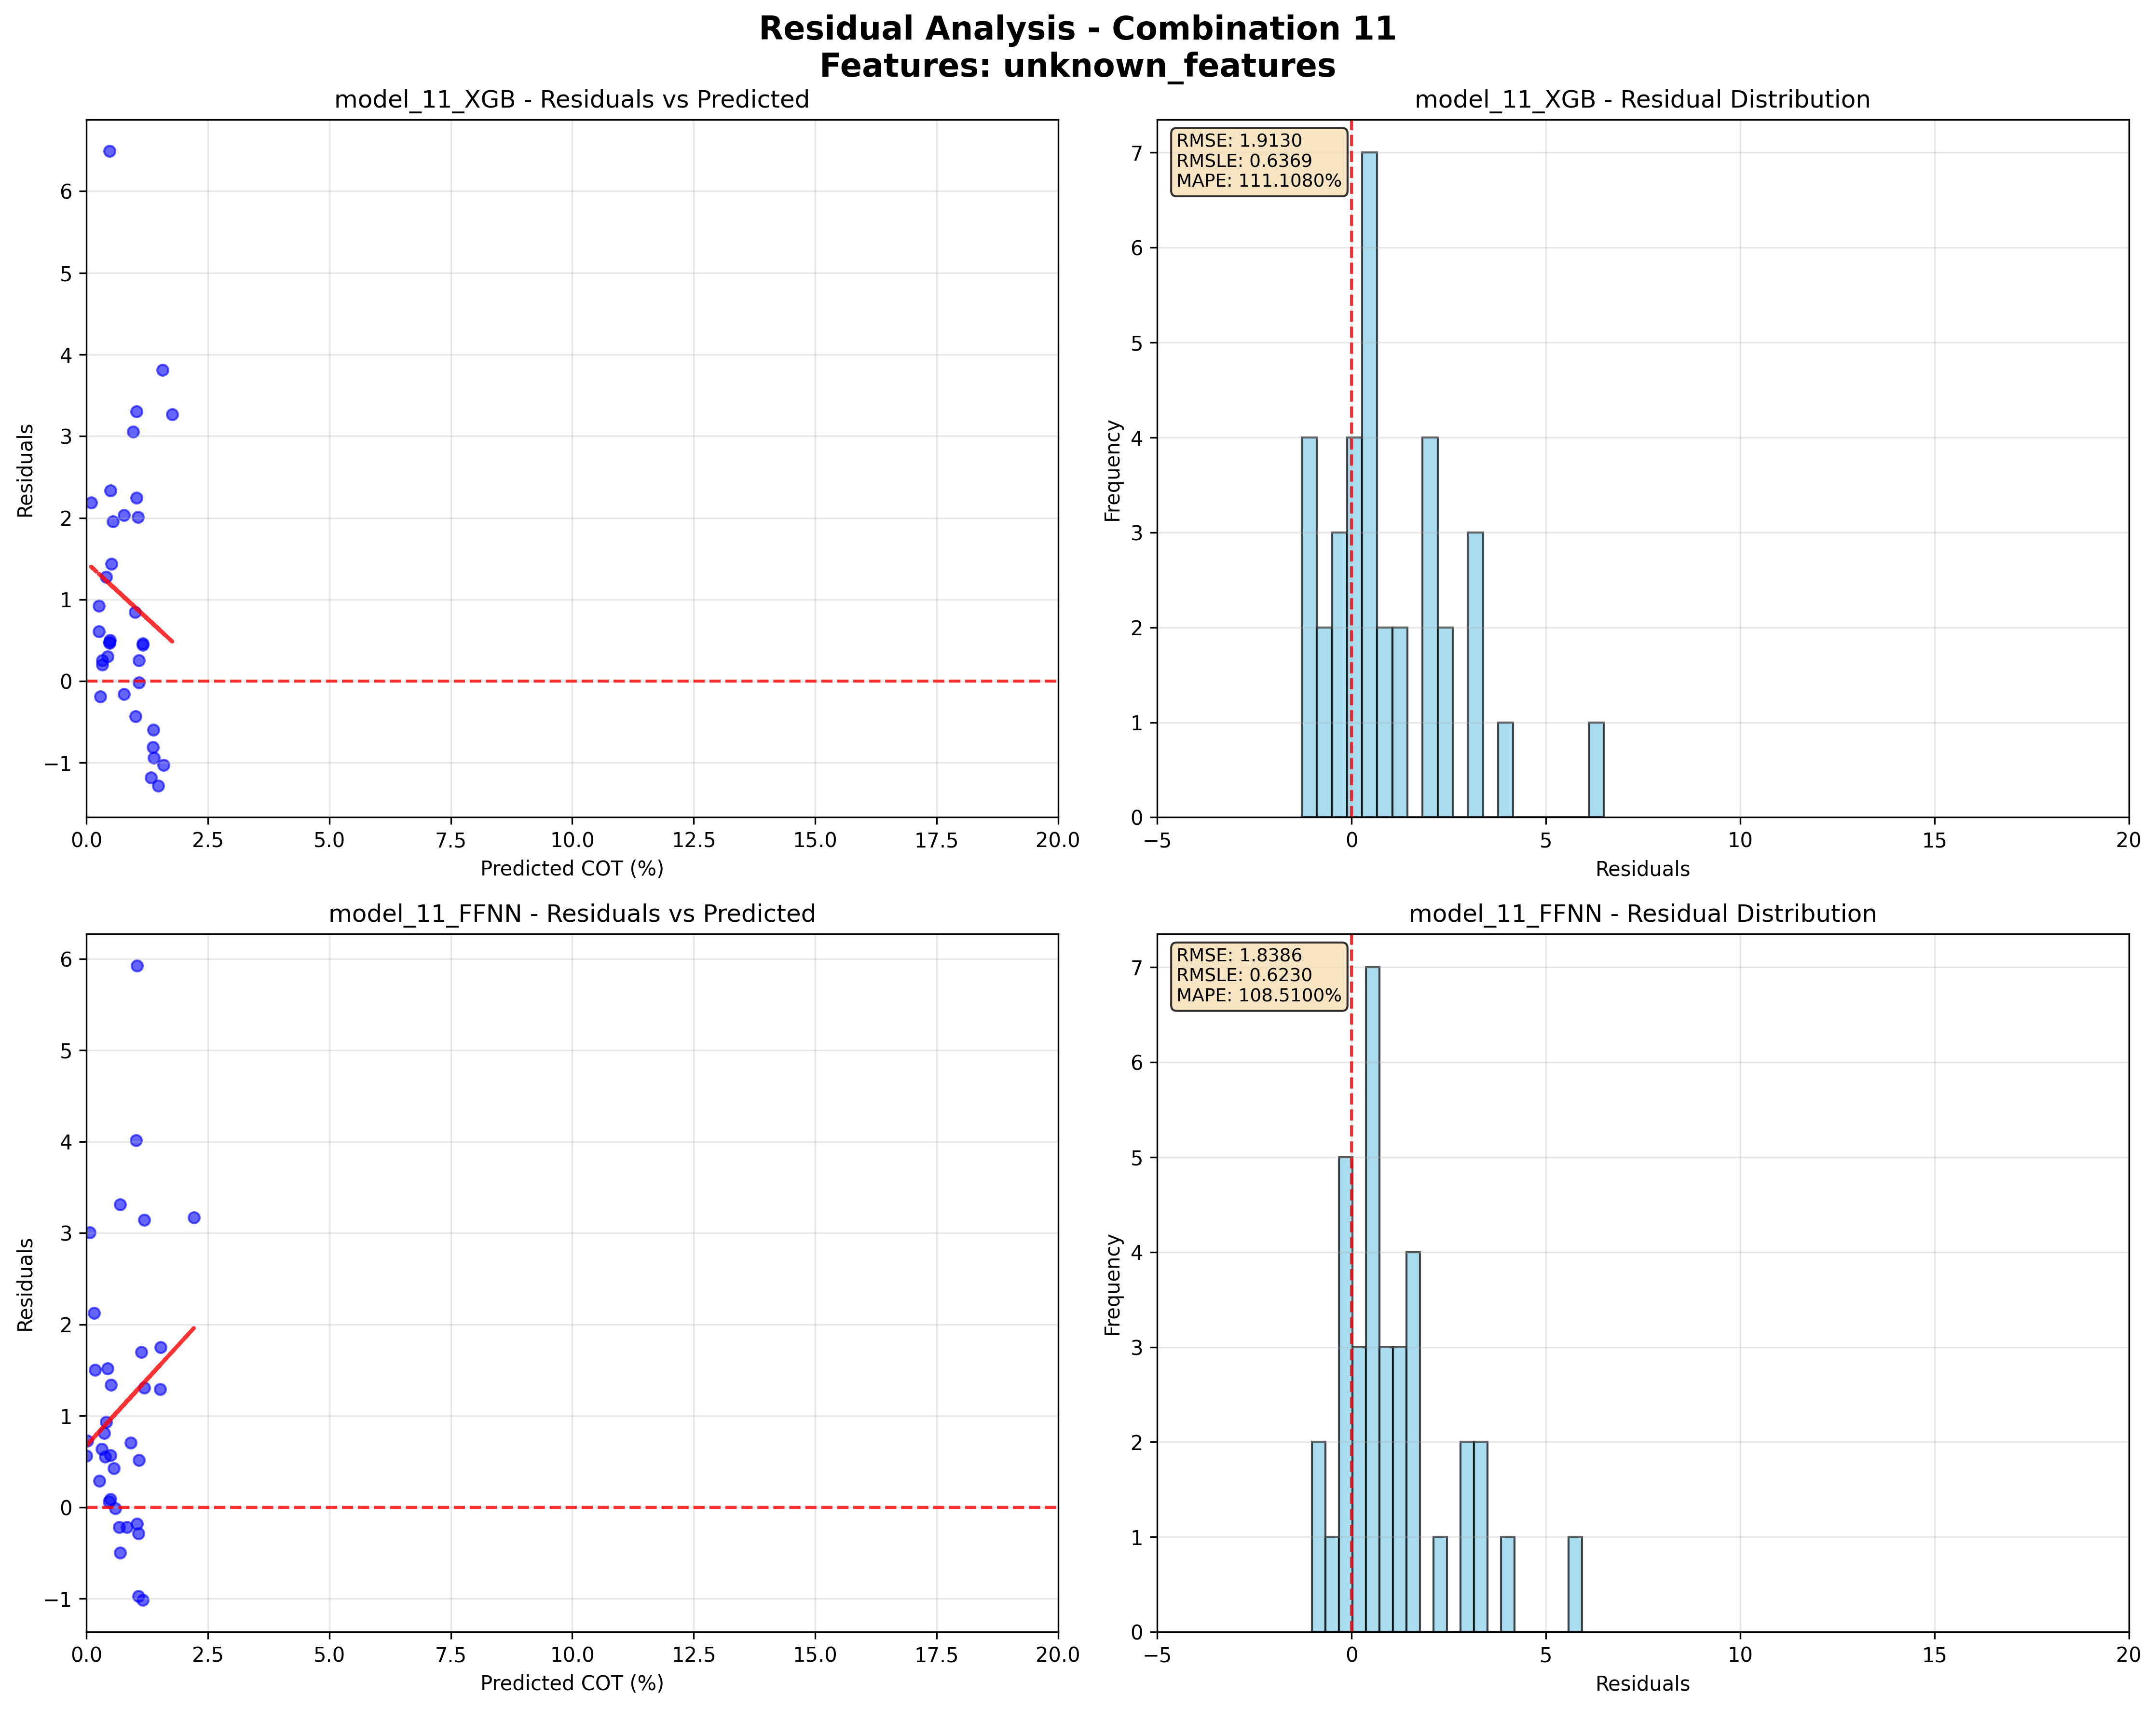 Residual Analysis - Combination 11
Features: unknown_features
model_11_XGB - Residuals vs Predicted
6
5
4
3
2
1
0
−1
Residuals
0.0 2.5 5.0 7.5 10.0 12.5 15.0 17.5 20.0
Predicted COT (%)
model_11_XGB - Residual Distribution
RMSE: 1.9130
RMSLE: 0.6369
MAPE: 111.1080%
7
6
5
4
3
2
1
0
Frequency
−5 0 5 10 15 20
Residuals
model_11_FFNN - Residuals vs Predicted
6
5
4
3
2
1
0
−1
Residuals
0.0 2.5 5.0 7.5 10.0 12.5 15.0 17.5 20.0
Predicted COT (%)
model_11_FFNN - Residual Distribution
RMSE: 1.8386
RMSLE: 0.6230
MAPE: 108.5100%
7
6
5
4
3
2
1
0
Frequency
−5 0 5 10 15 20
Residuals